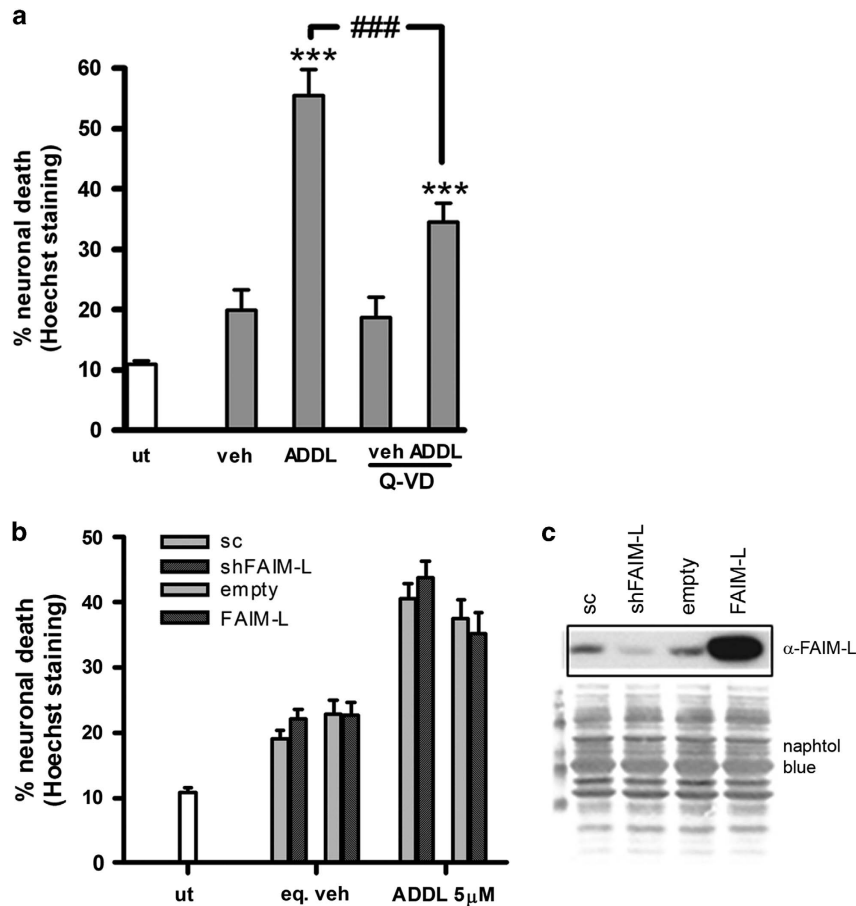 a
###
***
***
% neuronal death
(Hoechst staining)
60
50
40
30
20
10
0
ut
veh
ADDL
veh ADDL
Q-VD
b
% neuronal death
(Hoechst staining)
50
40
30
20
10
0
sc
shFAIM-L
empty
FAIM-L
ut
eq. veh
ADDL 5μM
c
sc
shFAIM-L
empty
FAIM-L
α-FAIM-L
naphtol
blue